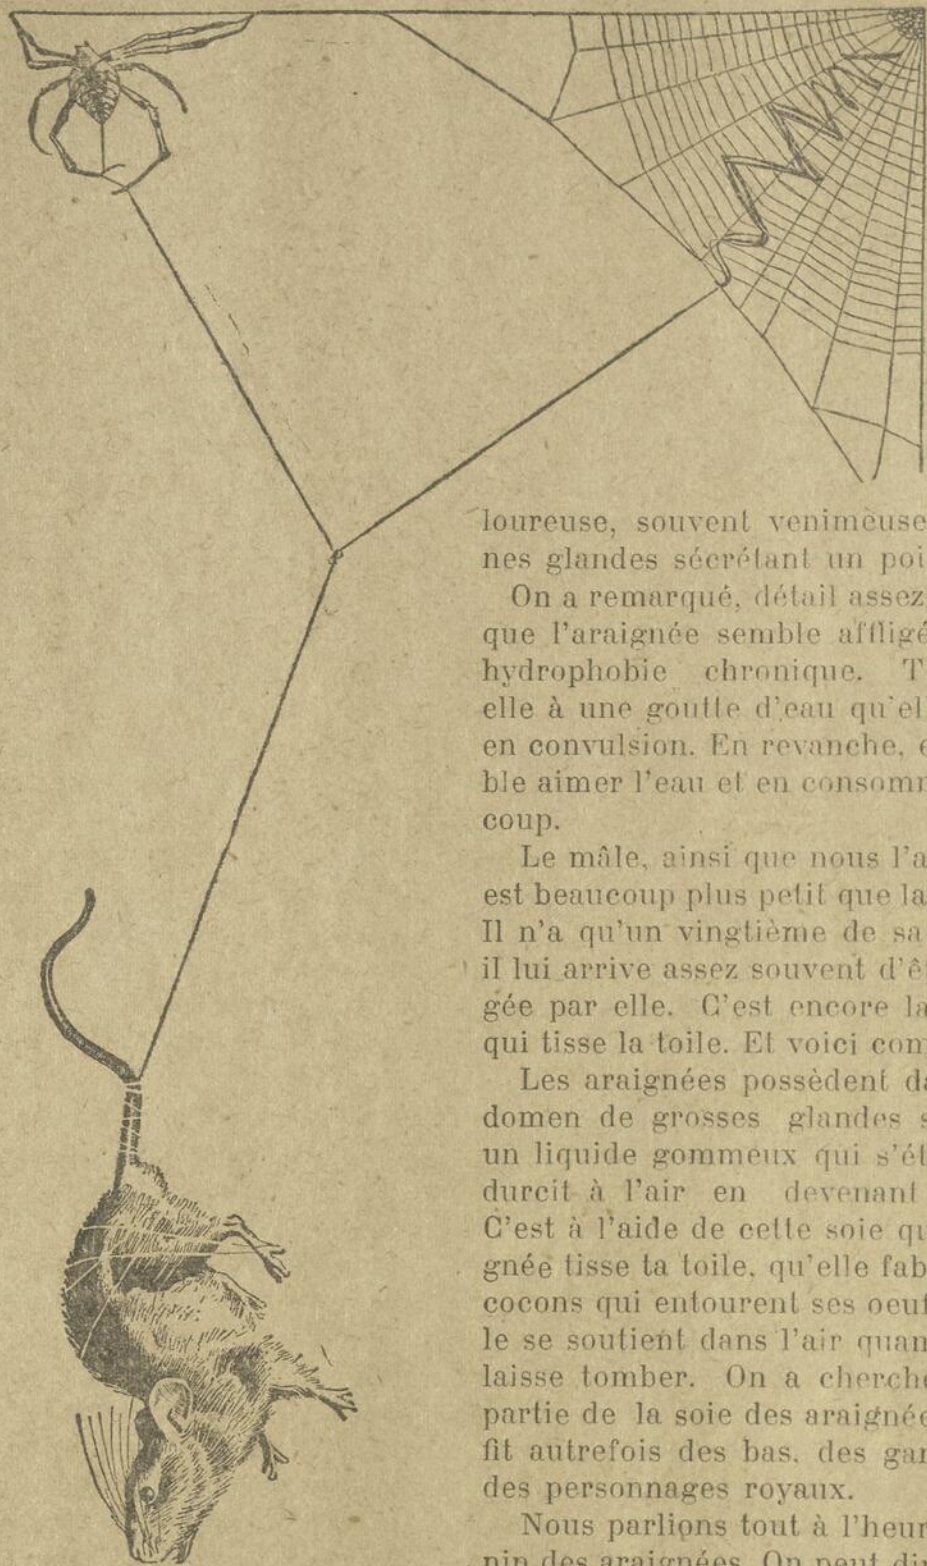 loureuse, souvent venimeuse
nes glandes sécrétant un poi
On a remarqué, détail assez
que l'araignée semble affligé
hydrophobie chronique. T
elle à une goutte d'eau qu'el
en convulsion. En revanche, e
ble aimer l'eau et en consomm
coup.
Le mâle, ainsi que nous l'a
est beaucoup plus petit que la
Il n'a qu'un vingtième de sa
il lui arrive assez souvent d'ê
gée par elle. C'est encore la
qui tisse la toile. Et voici com
Les araignées possèdent da
domen de grosses glandes s
un liquide gommeux qui s'ét
durcit à l'air en devenant
C'est à l'aide de cette soie qu
gnée tisse ta toile, qu'elle fab
cocons qui entourent ses oeuf
le se soutient dans l'air quan
laisse tomber. On a cherché
partie de la soie des araignée
fit autrefois des bas, des gan
des personnages royaux.
Nous parlions tout à l'heur
nin des araignées. On peut di